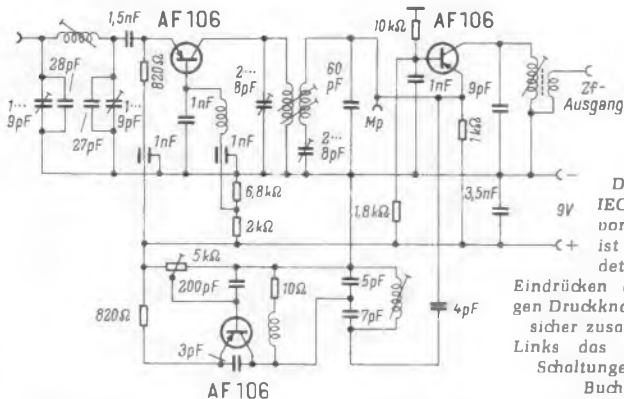 1,5nF
AF 106
10kΩ
AF 106
28pF
820Ω
2...
8pF
60
pF
1nF
9pF
Zf-
Ausgang
1...
9pF
1...
9pF
27pF
1nF
Mp
1kΩ
1nF
1nF
2...
8pF
6,8kΩ
2kΩ
1,8kΩ
3,5nF
−
9V
+
5kΩ
200pF
10Ω
5pF
7pF
4pF
820Ω
3pF
AF 106
D
IEC
vor
ist
det
Eindrücken
gen Druckkno
sicher zusa
Links das
Schaltunge
Buch